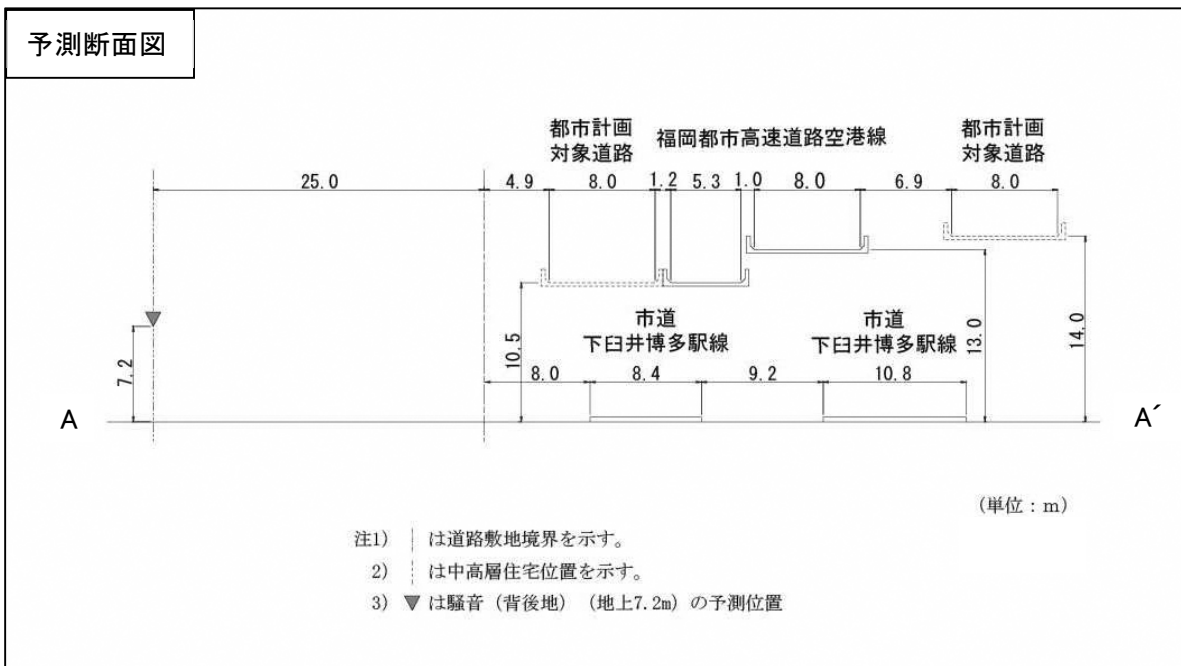 予測断面図
都市計画
対象道路
福岡都市高速道路空港線
都市計画
対象道路
25.0
4.9
8.0
1.2
5.3
1.0
8.0
6.9
8.0
市道
下臼井博多駅線
市道
下臼井博多駅線
7.2
10.5
13.0
14.0
8.0
8.4
9.2
10.8
A
A´
(単位：m)
注1) ¦ は道路敷地境界を示す。
2) ¦ は中高層住宅位置を示す。
3) ▼ は騒音（背後地）（地上7.2m）の予測位置